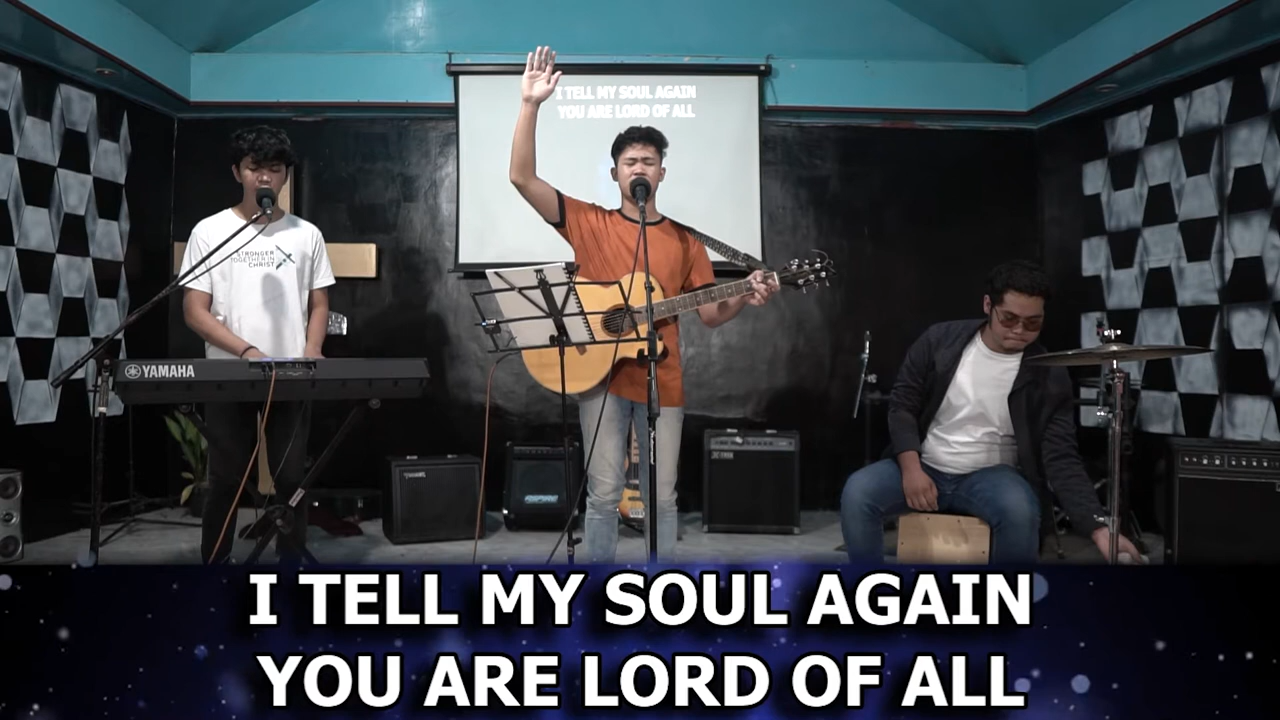 I TELL MY SOUL AGAIN
YOU ARE LORD OF ALL
STRONGER
TOGETHER IN
CHRIST
YAMAHA
I TELL MY SOUL AGAIN
YOU ARE LORD OF ALL